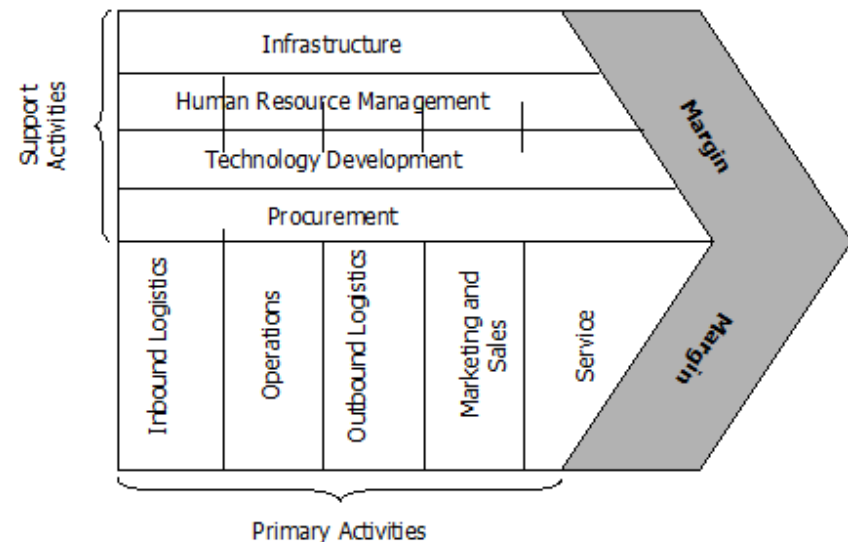 Infrastructure
Human Resource Management
Technology Development
Procurement
Support
Activities
Inbound Logistics
Operations
Outbound Logistics
Marketing and
Sales
Service
Margin
Margin
Primary Activities